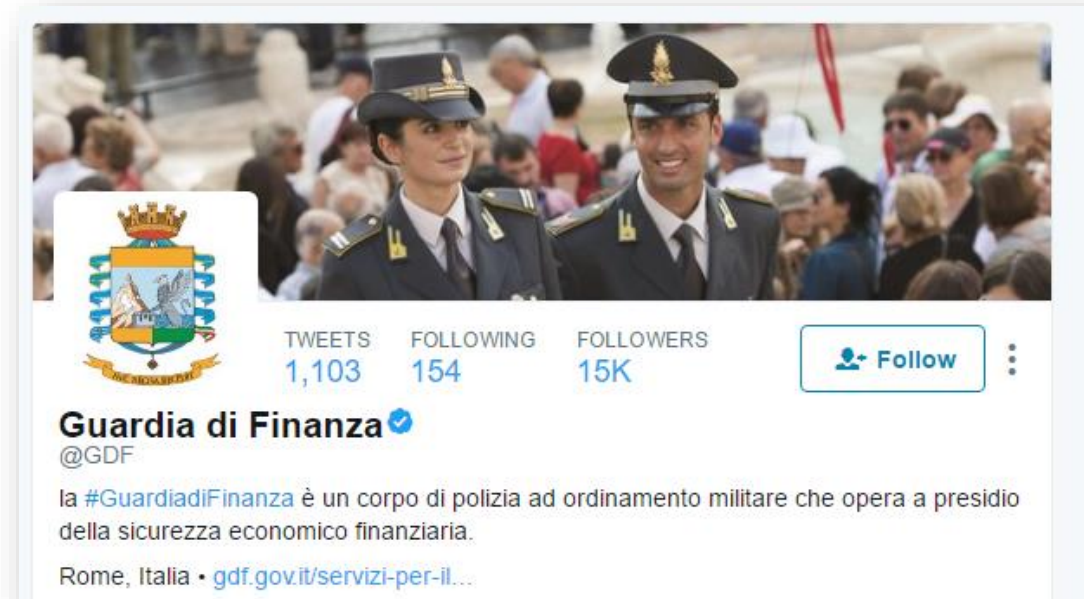 TWEETS FOLLOWING FOLLOWERS
1,103 154 15K
Follow
Guardia di Finanza
@GDF
la #GuardiadiFinanza è un corpo di polizia ad ordinamento militare che opera a presidio
della sicurezza economico finanziaria.
Rome, Italia • gdf.gov.it/servizi-per-il...